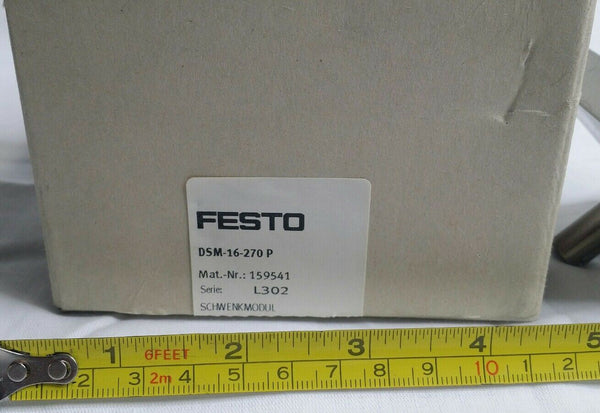 FESTO
DSM-16-270 P
Mat.-Nr.: 159541
Serie: L302
SCHWENKMODUL
1 6FEET 2 3 4 5
2 3 2m 4 5 6 7 8 9 10 1 2